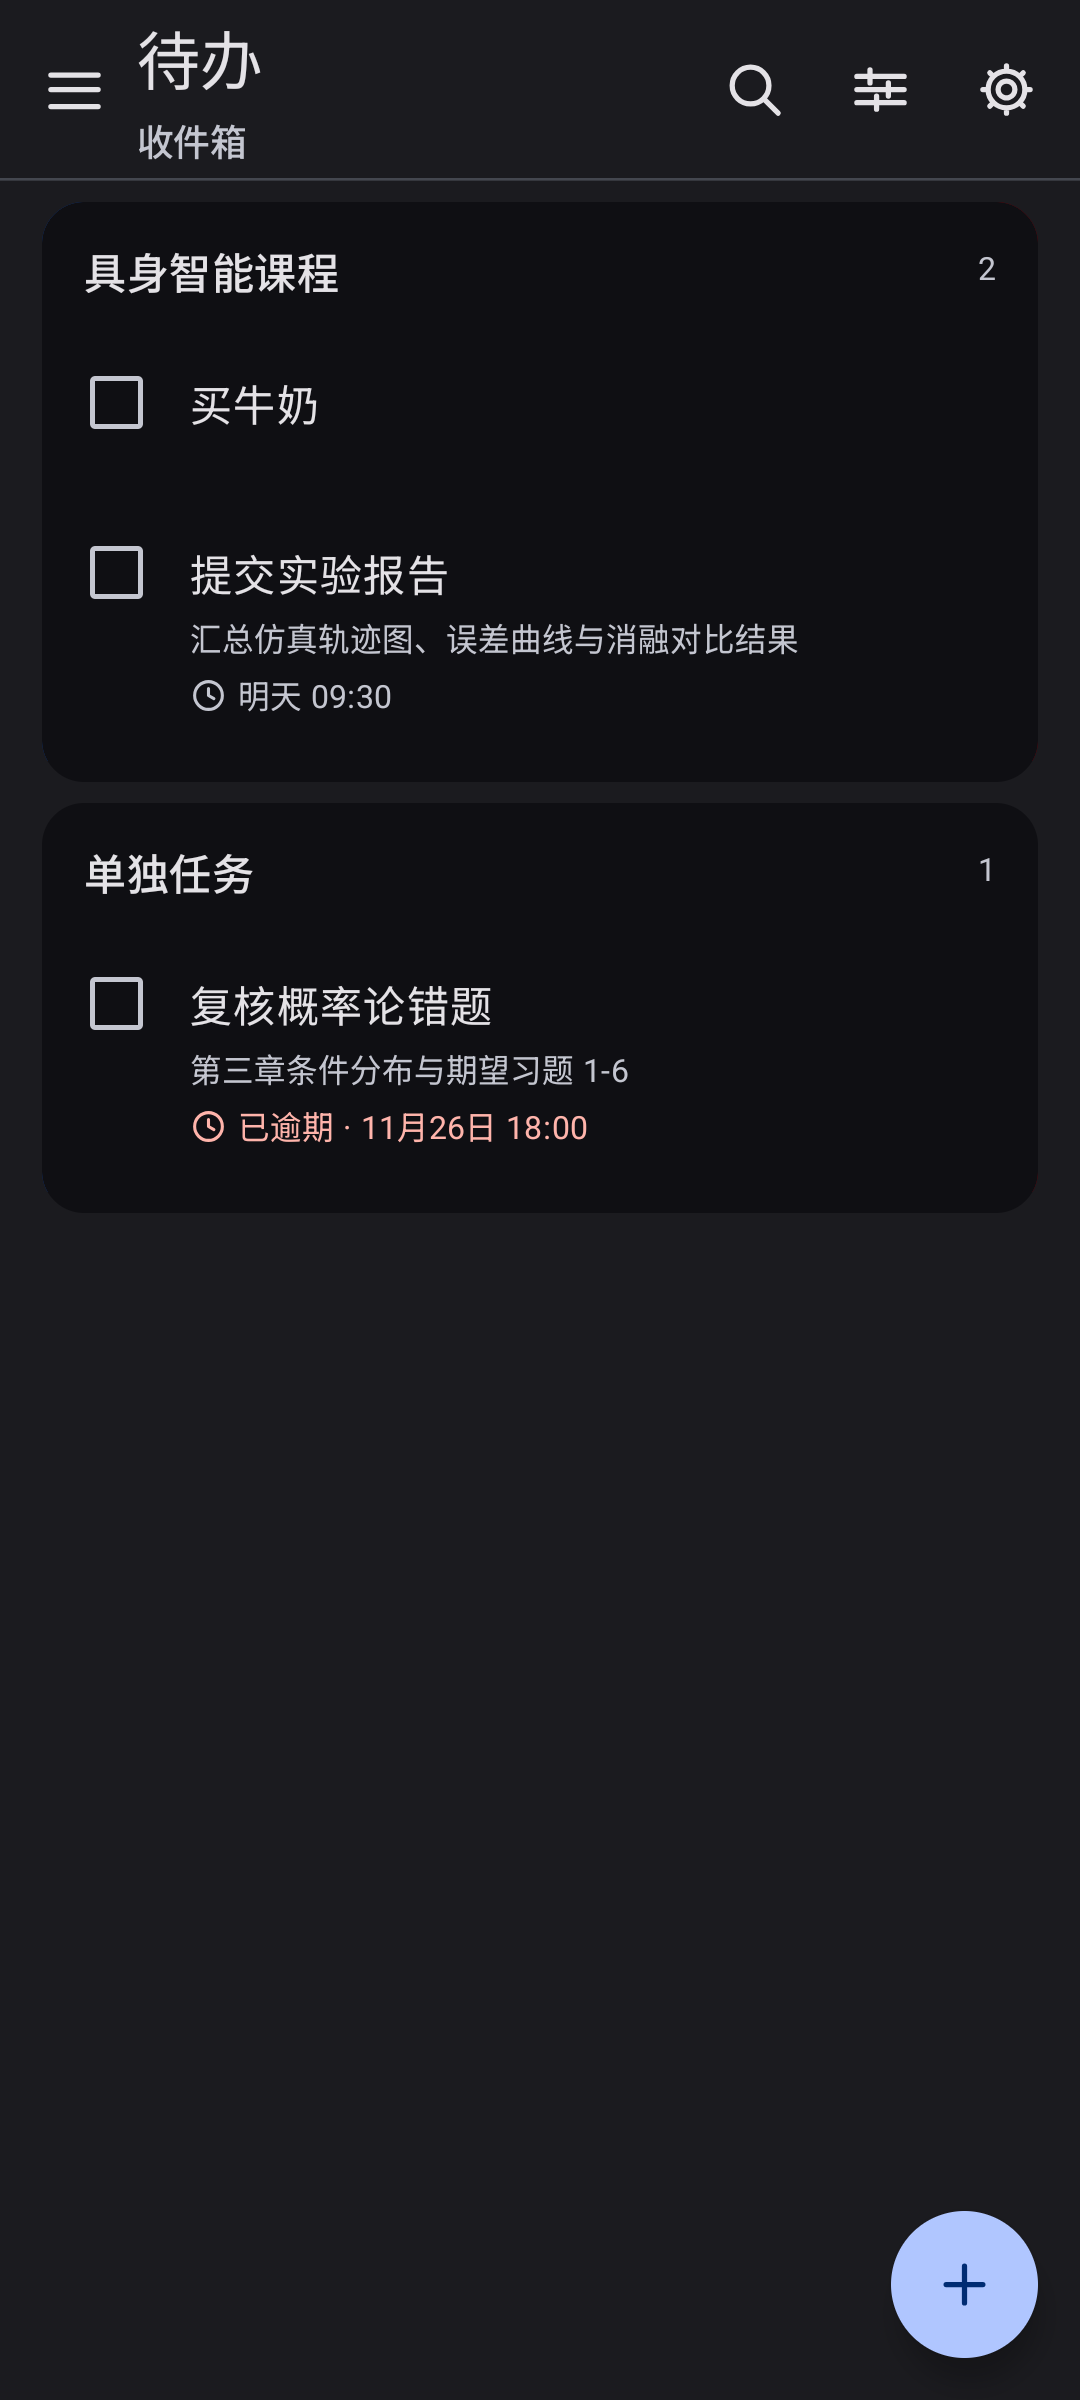 待办
收件箱
具身智能课程
2
买牛奶
提交实验报告
汇总仿真轨迹图、误差曲线与消融对比结果
明天 09:30
单独任务
1
复核概率论错题
第三章条件分布与期望习题 1-6
已逾期 · 11月26日 18:00